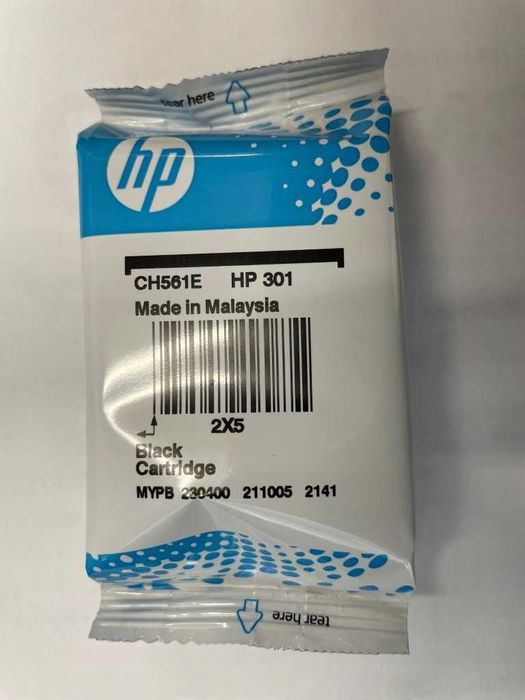 tear here
hp
CH561E HP 301
Made in Malaysia
2X5
Black
Cartridge
MYPB 230400 211005 2141
tear here